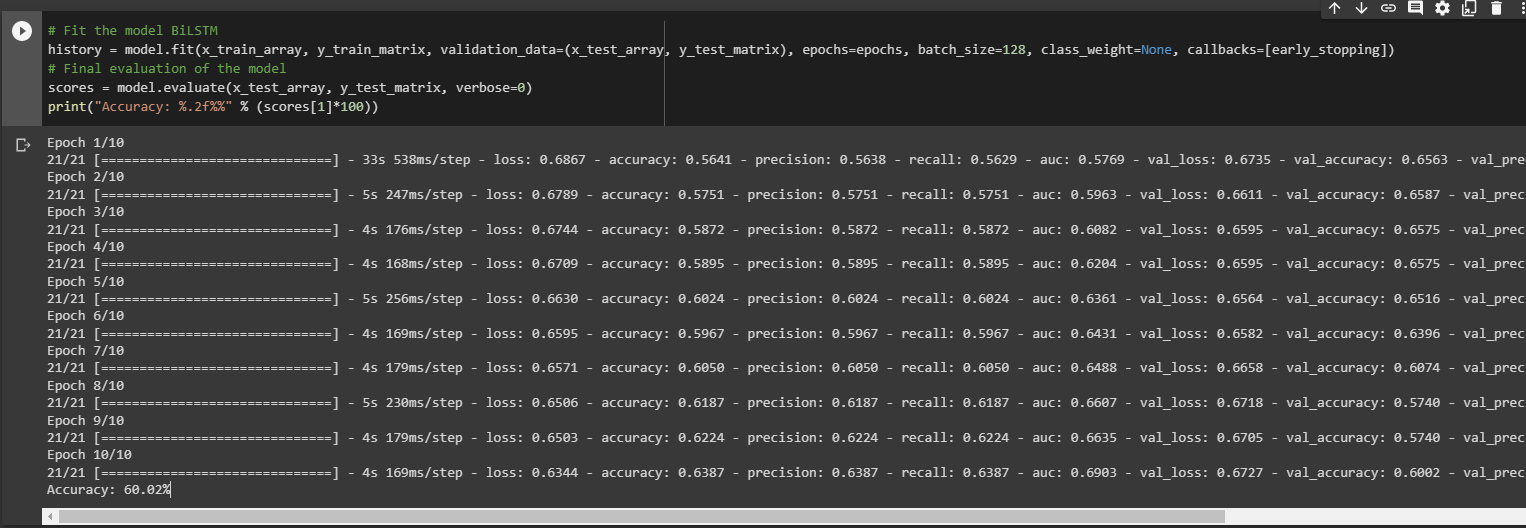 # Fit the model BiLSTM
history = model.fit(x_train_array, y_train_matrix, validation_data=(x_test_array, y_test_matrix), epochs=epochs, batch_size=128, class_weight=None, callbacks=[early_stopping])
# Final evaluation of the model
scores = model.evaluate(x_test_array, y_test_matrix, verbose=0)
print("Accuracy: %.2f%%" % (scores[1]*100))
Epoch 1/10
21/21 [==============================] - 33s 538ms/step - loss: 0.6867 - accuracy: 0.5641 - precision: 0.5638 - recall: 0.5629 - auc: 0.5769 - val_loss: 0.6735 - val_accuracy: 0.6563 - val_pre
Epoch 2/10
21/21 [==============================] - 5s 247ms/step - loss: 0.6789 - accuracy: 0.5751 - precision: 0.5751 - recall: 0.5751 - auc: 0.5963 - val_loss: 0.6611 - val_accuracy: 0.6587 - val_prec
Epoch 3/10
21/21 [==============================] - 4s 176ms/step - loss: 0.6744 - accuracy: 0.5872 - precision: 0.5872 - recall: 0.5872 - auc: 0.6082 - val_loss: 0.6595 - val_accuracy: 0.6575 - val_prec
Epoch 4/10
21/21 [==============================] - 4s 168ms/step - loss: 0.6709 - accuracy: 0.5895 - precision: 0.5895 - recall: 0.5895 - auc: 0.6204 - val_loss: 0.6595 - val_accuracy: 0.6575 - val_prec
Epoch 5/10
21/21 [==============================] - 5s 256ms/step - loss: 0.6630 - accuracy: 0.6024 - precision: 0.6024 - recall: 0.6024 - auc: 0.6361 - val_loss: 0.6564 - val_accuracy: 0.6516 - val_prec
Epoch 6/10
21/21 [==============================] - 4s 169ms/step - loss: 0.6595 - accuracy: 0.5967 - precision: 0.5967 - recall: 0.5967 - auc: 0.6431 - val_loss: 0.6582 - val_accuracy: 0.6396 - val_prec
Epoch 7/10
21/21 [==============================] - 4s 179ms/step - loss: 0.6571 - accuracy: 0.6050 - precision: 0.6050 - recall: 0.6050 - auc: 0.6488 - val_loss: 0.6658 - val_accuracy: 0.6074 - val_prec
Epoch 8/10
21/21 [==============================] - 5s 230ms/step - loss: 0.6506 - accuracy: 0.6187 - precision: 0.6187 - recall: 0.6187 - auc: 0.6607 - val_loss: 0.6718 - val_accuracy: 0.5740 - val_prec
Epoch 9/10
21/21 [==============================] - 4s 179ms/step - loss: 0.6503 - accuracy: 0.6224 - precision: 0.6224 - recall: 0.6224 - auc: 0.6635 - val_loss: 0.6705 - val_accuracy: 0.5740 - val_prec
Epoch 10/10
21/21 [==============================] - 4s 169ms/step - loss: 0.6344 - accuracy: 0.6387 - precision: 0.6387 - recall: 0.6387 - auc: 0.6903 - val_loss: 0.6727 - val_accuracy: 0.6002 - val_prec
Accuracy: 60.02%